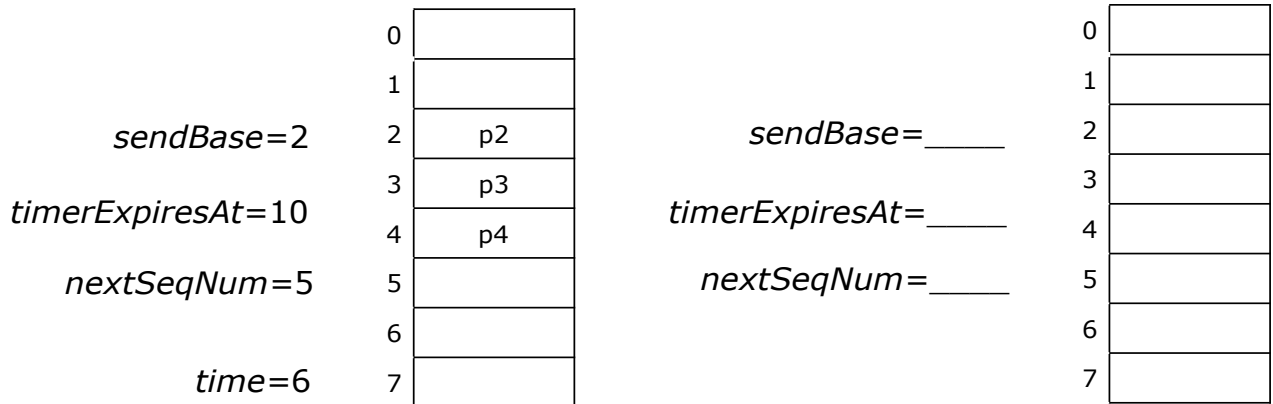 0
1
sendBase=2 2 p2
3 p3
timerExpiresAt=10
4 p4
nextSeqNum=5 5
6
time=6 7
0
1
sendBase=____ 2
3
timerExpiresAt=____ 4
nextSeqNum=____ 5
6
7